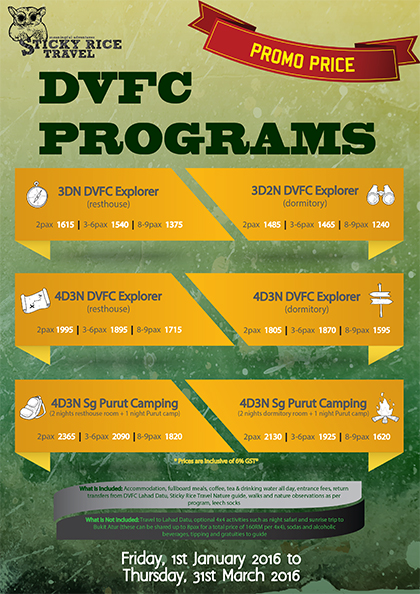 meaningful adventures
STICKY RICE
TRAVEL
PROMO PRICE
DVFC
PROGRAMS
3DN DVFC Explorer
(resthouse)
2pax 1615 | 3-6pax 1540 | 8-9pax 1375
3D2N DVFC Explorer
(dormitory)
2pax 1485 | 3-6pax 1465 | 8-9pax 1240
4D3N DVFC Explorer
(resthouse)
2pax 1995 | 3-6pax 1895 | 8-9pax 1715
4D3N DVFC Explorer
(dormitory)
2pax 1805 | 3-6pax 1870 | 8-9pax 1595
4D3N Sg Purut Camping
(2 nights resthouse room + 1 night Purut camp)
2pax 2365 | 3-6pax 2090 | 8-9pax 1820
4D3N Sg Purut Camping
(2 nights dormitory room + 1 night Purut camp)
2pax 2130 | 3-6pax 1925 | 8-9pax 1620
* Prices are inclusive of 6% GST*
What is Included: Accommodation, fullboard meals, coffee, tea & drinking water all day, entrance fees, return
transfers from DVFC Lahad Datu, Sticky Rice Travel Nature guide, walks and nature observations as per
program, leech socks
What is Not Included: Travel to Lahad Datu, optional 4x4 activities such as night safari and sunrise trip to
Bukit Atur (these can be shared up to 8pax for a total price of 160RM per 4x4), sodas and alcoholic
beverages, tipping and gratuities to guide
Friday, 1st January 2016 to
Thursday, 31st March 2016